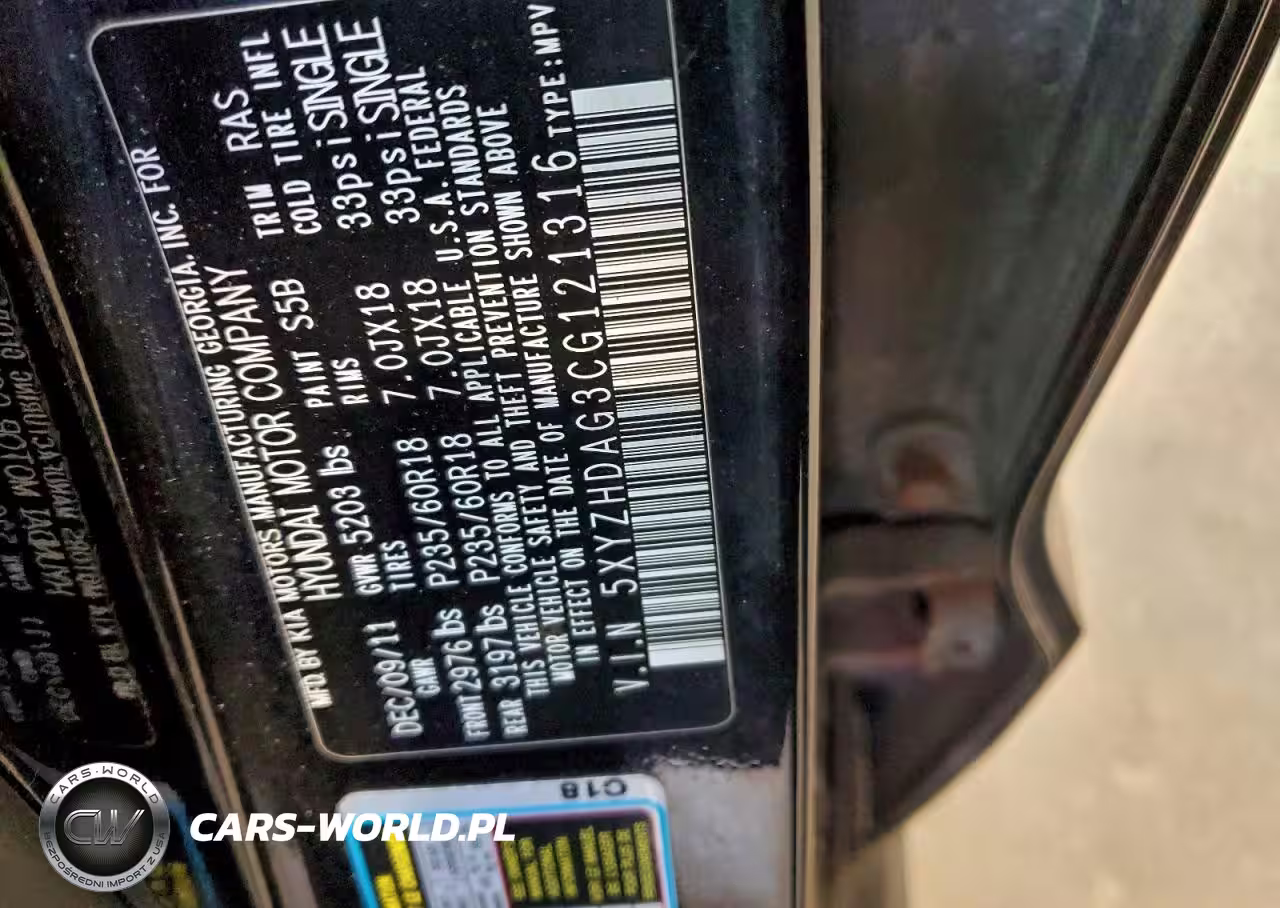 MFD. BY KIA MOTORS MANUFACTURING GEORGIA. INC. FOR
HYUNDAI MOTOR COMPANY
TRIM RAS
DEC/09/11 GVWR 5203 lbs PAINT S5B COLD TIRE INFL
GAWR TIRES RIMS
FRONT 2976 lbs P235/60R18 7.0JX18 33psi SINGLE
REAR 3197 lbs P235/60R18 7.0JX18 33psi SINGLE
THIS VEHICLE CONFORMS TO ALL APPLICABLE U.S.A. FEDERAL
MOTOR VEHICLE SAFETY AND THEFT PREVENTION STANDARDS
IN EFFECT ON THE DATE OF MANUFACTURE SHOWN ABOVE
V.I.N 5XYZHDAG3CG121316 TYPE:MPV
C18
CARS-WORLD
CW
BEZPOŚREDNI IMPORT Z USA
CARS-WORLD.PL